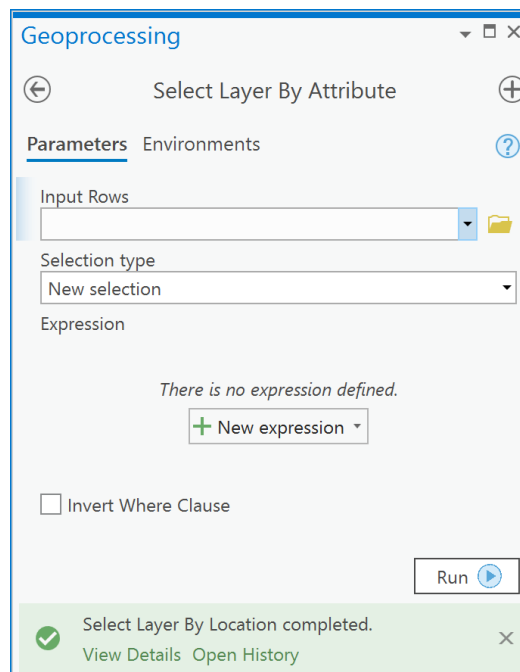 Geoprocessing
Select Layer By Attribute
Parameters Environments
Input Rows
Selection type
New selection
Expression
There is no expression defined.
New expression
Invert Where Clause
Run
Select Layer By Location completed.
View Details Open History